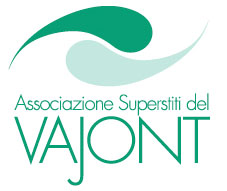 Associazione Superstiti del
VAJONT